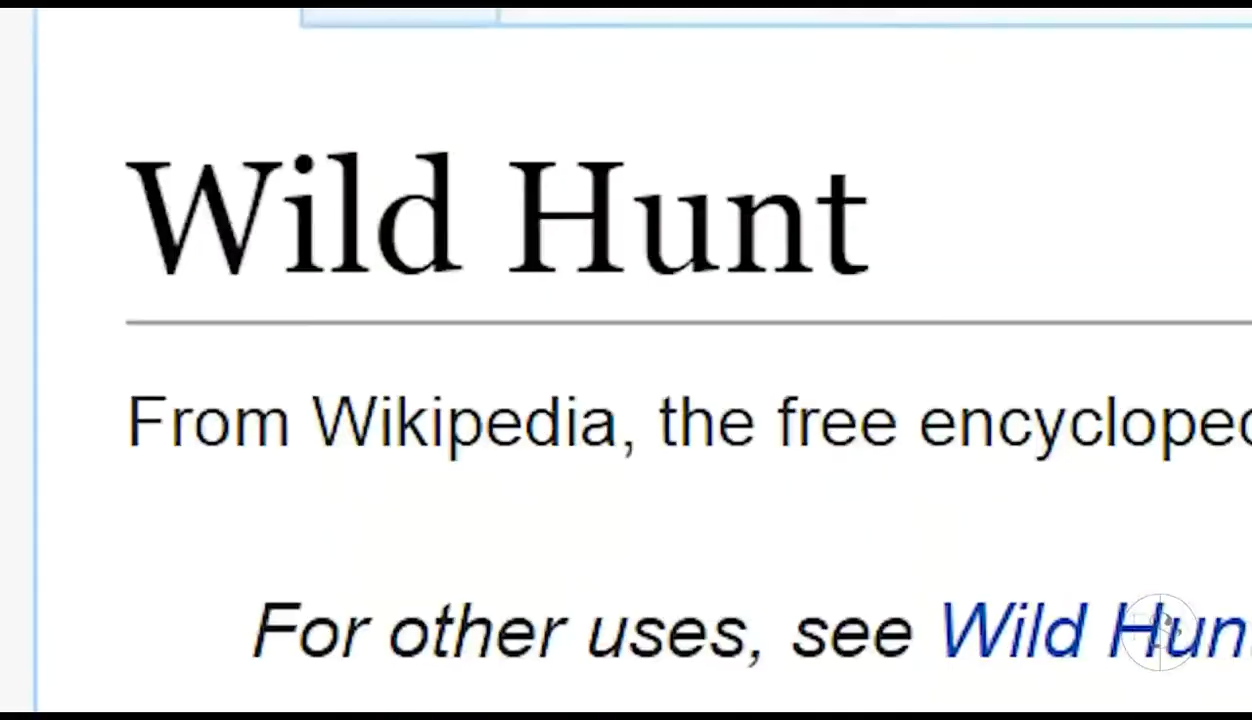 Wild Hunt
From Wikipedia, the free encycloped
For other uses, see Wild Hun